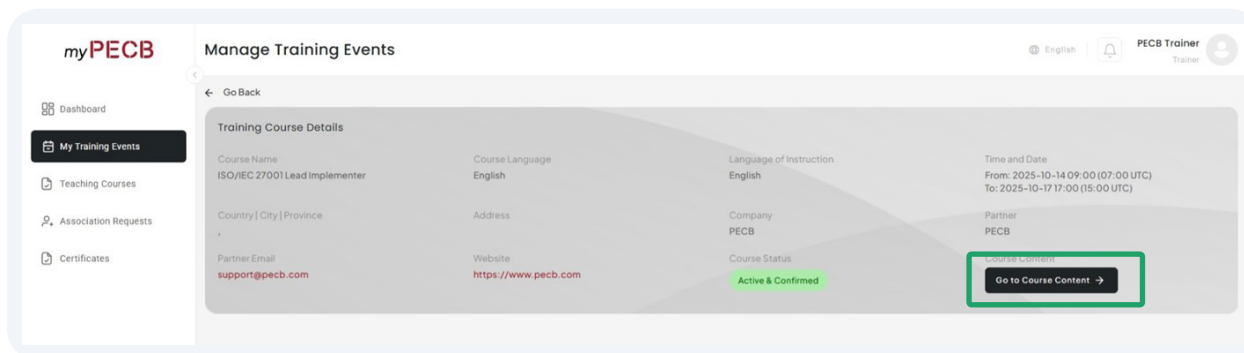 myPECB
Manage Training Events
English
PECB Trainer
Trainer
Go Back
Dashboard
My Training Events
Teaching Courses
Association Requests
Certificates
Training Course Details
Course Name
ISO/IEC 27001 Lead Implementer
Course Language
English
Language of Instruction
English
Time and Date
From: 2025-10-14 09:00 (07:00 UTC)
To: 2025-10-17 17:00 (15:00 UTC)
Country | City | Province
,
Address
Company
PECB
Partner
PECB
Partner Email
support@pecb.com
Website
https://www.pecb.com
Course Status
Active & Confirmed
Course Content
Go to Course Content →